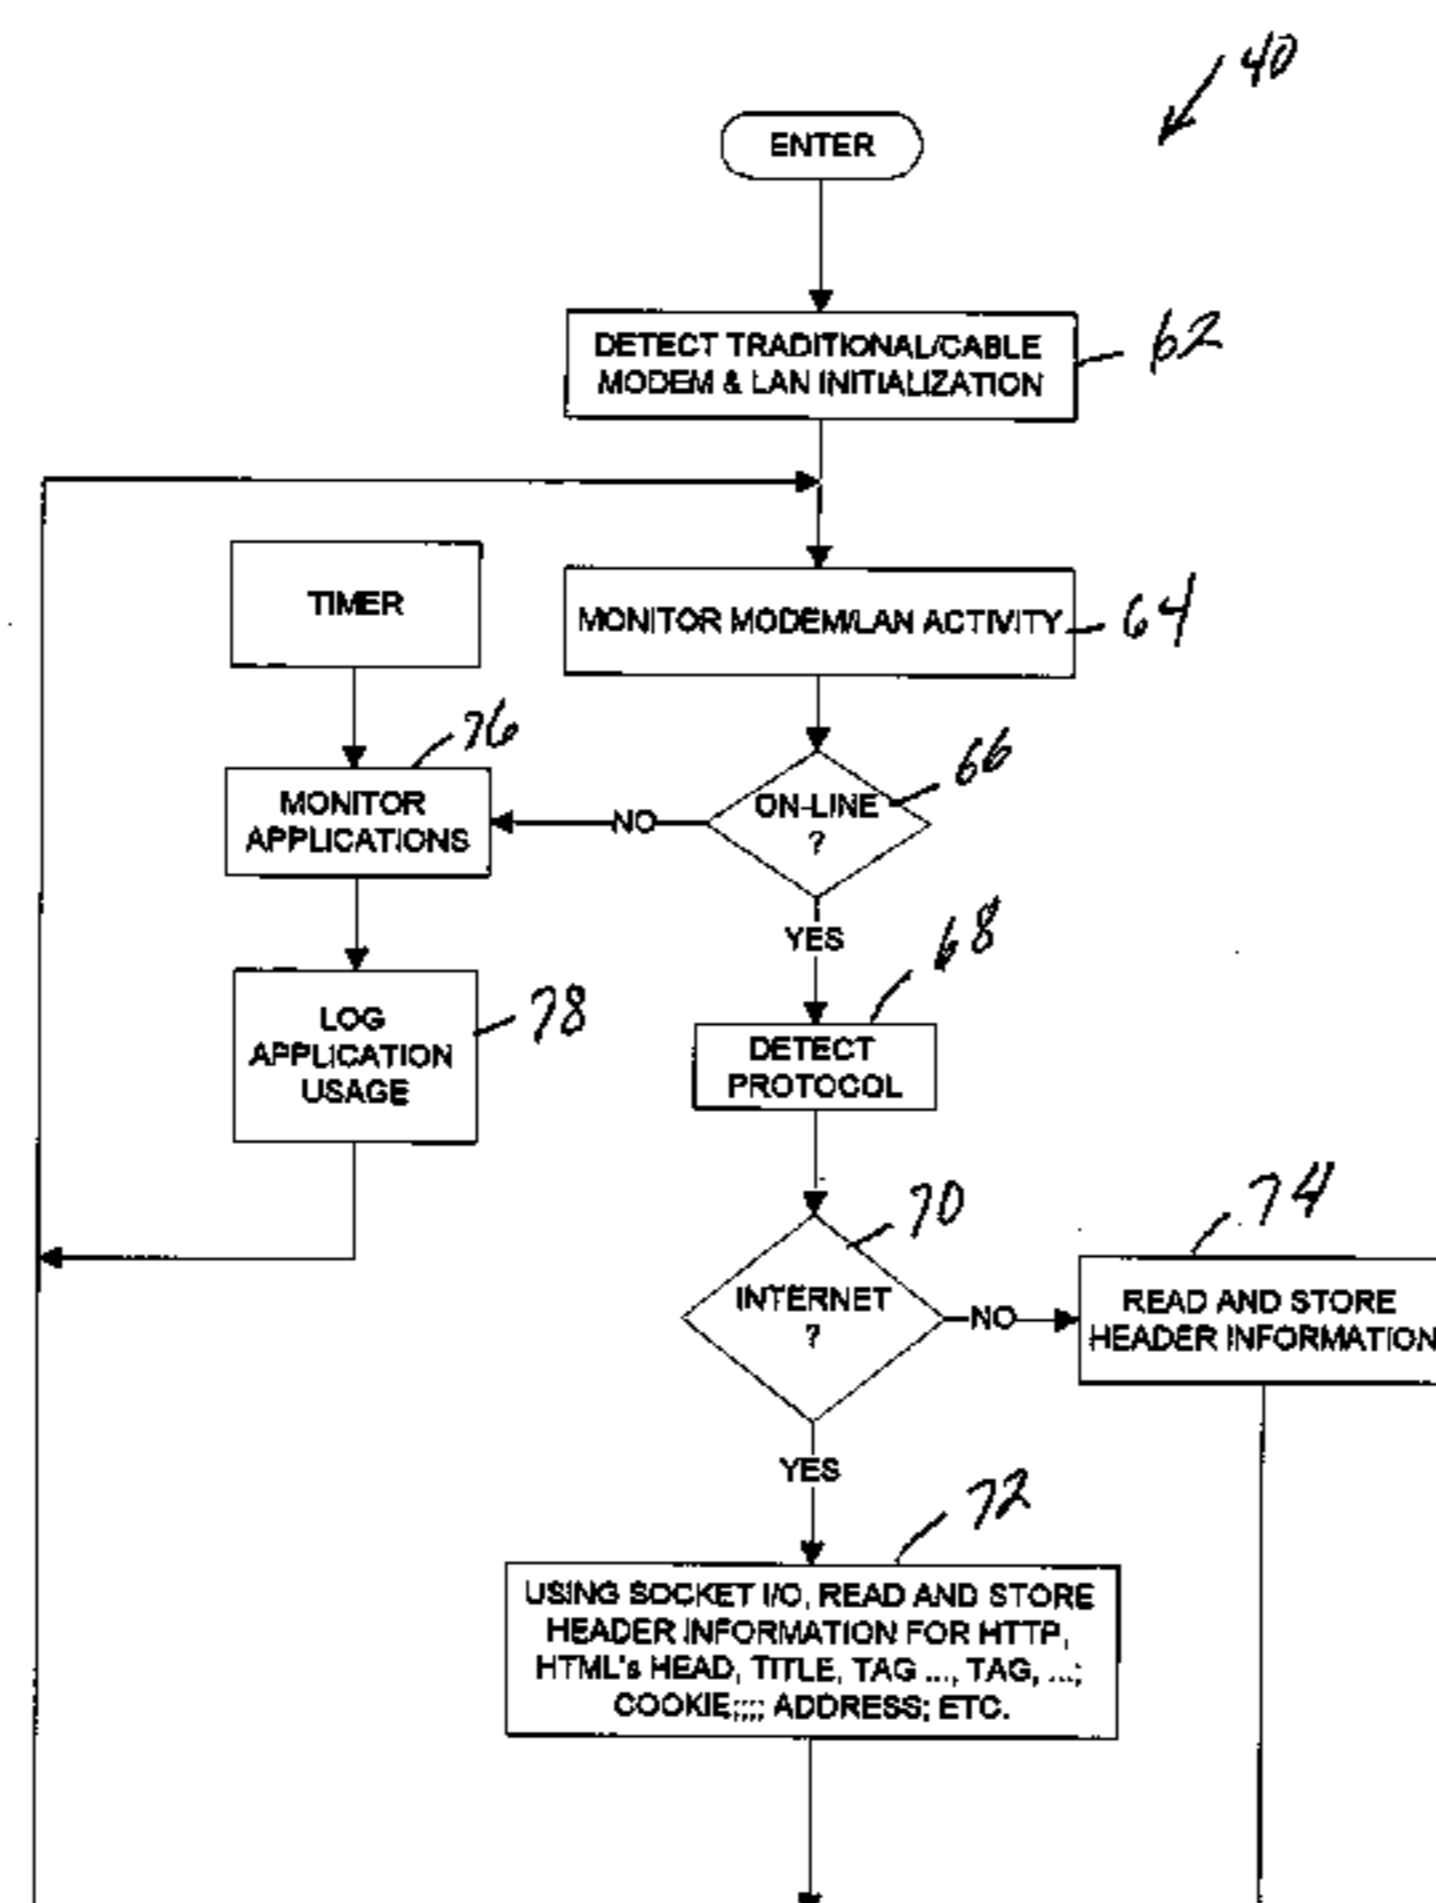 40
ENTER
DETECT TRADITIONAL/CABLE
MODEM & LAN INITIALIZATION
62
TIMER
MONITOR MODEM/LAN ACTIVITY
64
76
MONITOR
APPLICATIONS
NO
ON-LINE
?
66
YES
68
LOG
APPLICATION
USAGE
78
DETECT
PROTOCOL
70
74
INTERNET
?
NO
READ AND STORE
HEADER INFORMATION
YES
72
USING SOCKET I/O, READ AND STORE
HEADER INFORMATION FOR HTTP,
HTML's HEAD, TITLE, TAG ..., TAG, ...;
COOKIE;;;; ADDRESS; ETC.